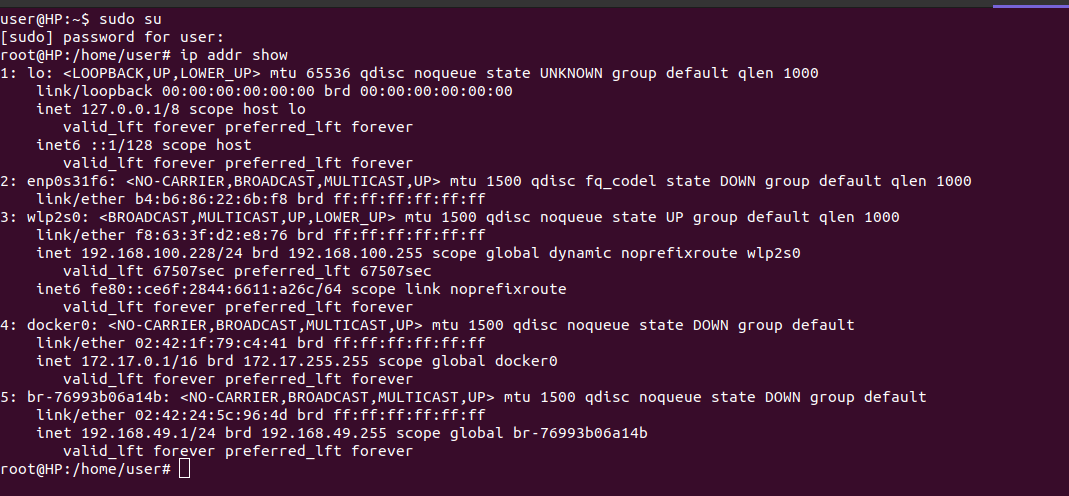 user@HP:~$ sudo su
[sudo] password for user:
root@HP:/home/user# ip addr show
1: lo: <LOOPBACK,UP,LOWER_UP> mtu 65536 qdisc noqueue state UNKNOWN group default qlen 1000
    link/loopback 00:00:00:00:00:00 brd 00:00:00:00:00:00
    inet 127.0.0.1/8 scope host lo
       valid_lft forever preferred_lft forever
    inet6 ::1/128 scope host
       valid_lft forever preferred_lft forever
2: enp0s31f6: <NO-CARRIER,BROADCAST,MULTICAST,UP> mtu 1500 qdisc fq_codel state DOWN group default qlen 1000
    link/ether b4:b6:86:22:6b:f8 brd ff:ff:ff:ff:ff:ff
3: wlp2s0: <BROADCAST,MULTICAST,UP,LOWER_UP> mtu 1500 qdisc noqueue state UP group default qlen 1000
    link/ether f8:63:3f:d2:e8:76 brd ff:ff:ff:ff:ff:ff
    inet 192.168.100.228/24 brd 192.168.100.255 scope global dynamic noprefixroute wlp2s0
       valid_lft 67507sec preferred_lft 67507sec
    inet6 fe80::ce6f:2844:6611:a26c/64 scope link noprefixroute
       valid_lft forever preferred_lft forever
4: docker0: <NO-CARRIER,BROADCAST,MULTICAST,UP> mtu 1500 qdisc noqueue state DOWN group default
    link/ether 02:42:1f:79:c4:41 brd ff:ff:ff:ff:ff:ff
    inet 172.17.0.1/16 brd 172.17.255.255 scope global docker0
       valid_lft forever preferred_lft forever
5: br-76993b06a14b: <NO-CARRIER,BROADCAST,MULTICAST,UP> mtu 1500 qdisc noqueue state DOWN group default
    link/ether 02:42:24:5c:96:4d brd ff:ff:ff:ff:ff:ff
    inet 192.168.49.1/24 brd 192.168.49.255 scope global br-76993b06a14b
       valid_lft forever preferred_lft forever
root@HP:/home/user#